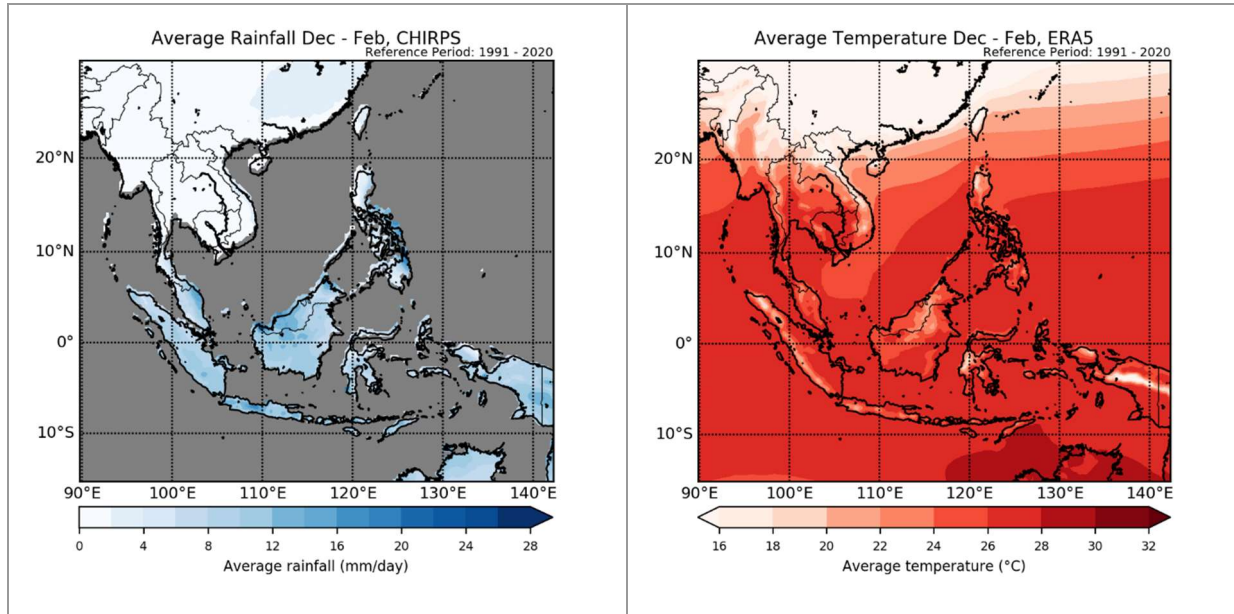 Average Rainfall Dec - Feb, CHIRPS
Reference Period: 1991 - 2020
20°N
10°N
0°
10°S
90°E 100°E 110°E 120°E 130°E 140°E
0 4 8 12 16 20 24 28
Average rainfall (mm/day)
Average Temperature Dec - Feb, ERA5
Reference Period: 1991 - 2020
20°N
10°N
0°
10°S
90°E 100°E 110°E 120°E 130°E 140°E
16 18 20 22 24 26 28 30 32
Average temperature (°C)